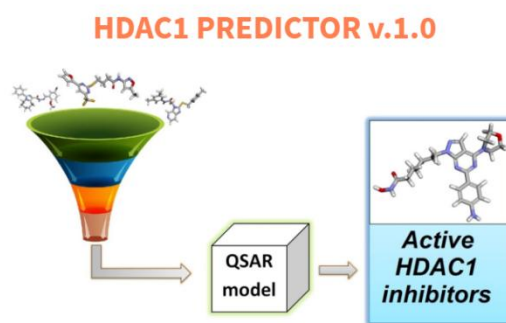 HDAC1 PREDICTOR v.1.0
QSAR
model
Active
HDAC1
inhibitors